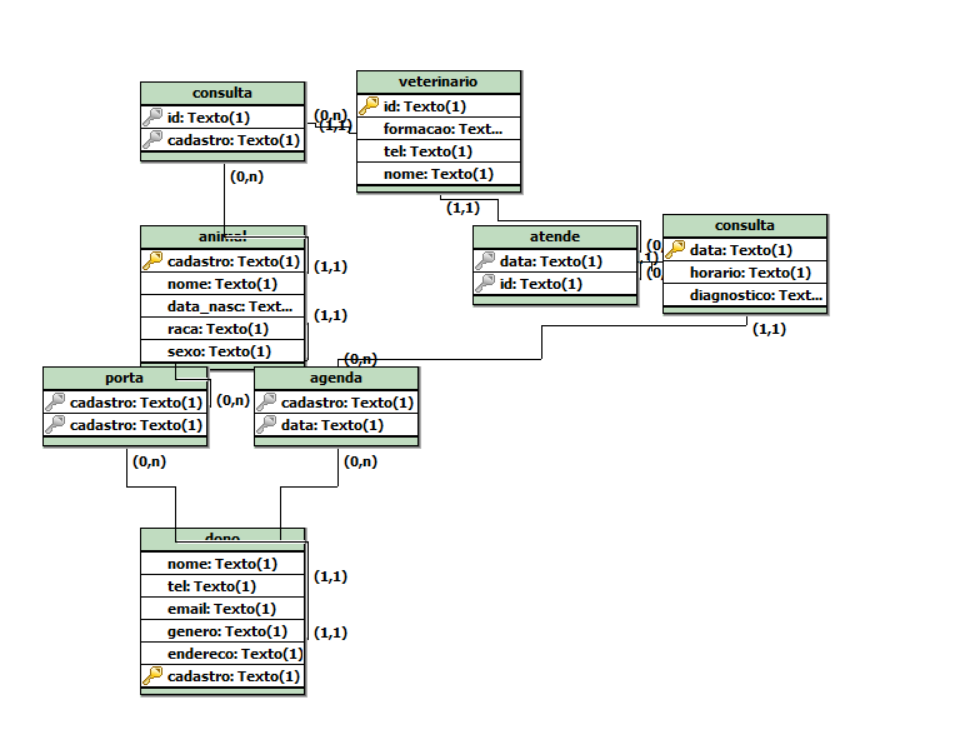 consulta
id: Texto(1)
cadastro: Texto(1)
(0,n)
(1,1)
veterinario
id: Texto(1)
formacao: Text...
tel: Texto(1)
nome: Texto(1)
(0,n)
(1,1)
animal
cadastro: Texto(1)
nome: Texto(1)
data_nasc: Text...
raca: Texto(1)
sexo: Texto(1)
(1,1)
(1,1)
atende
data: Texto(1)
id: Texto(1)
consulta
data: Texto(1)
horario: Texto(1)
diagnostico: Text...
(1,1)
(0,n)
porta
cadastro: Texto(1)
cadastro: Texto(1)
(0,n)
agenda
cadastro: Texto(1)
data: Texto(1)
(0,n)
(0,n)
dono
nome: Texto(1)
tel: Texto(1)
email: Texto(1)
genero: Texto(1)
endereco: Texto(1)
cadastro: Texto(1)
(1,1)
(1,1)